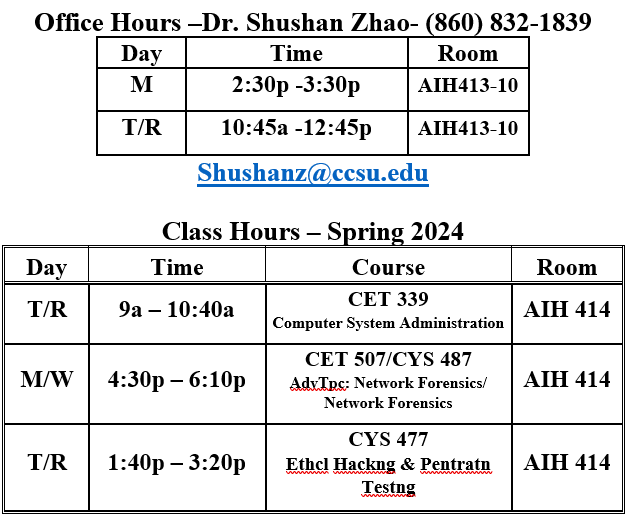 Office Hours –Dr. Shushan Zhao- (860) 832-1839
Day Time Room
M 2:30p -3:30p AIH413-10
T/R 10:45a -12:45p AIH413-10
Shushanz@ccsu.edu
Class Hours – Spring 2024
Day Time Course Room
T/R 9a – 10:40a CET 339 AIH 414
Computer System Administration
M/W 4:30p – 6:10p CET 507/CYS 487 AIH 414
AdvTpc: Network Forensics/
Network Forensics
T/R 1:40p – 3:20p CYS 477 AIH 414
Ethcl Hackng & Pentratn
Testng